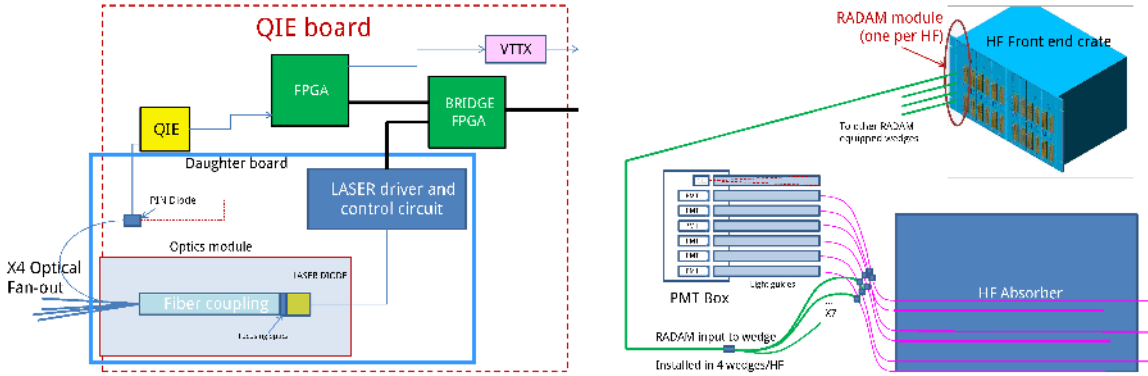 QIE board
VTTX
FPGA
BRIDGE
FPGA
QIE
Daughter board
LASER driver and
control circuit
PIN Diode
Optics module
X4 Optical
Fan-out
LASER DIODE
Fiber coupling
RADAM module
(one per HF)
HF Front end crate
To other RADAM
equipped wedges
PMT
PMT
PMT
PMT
PMT
PMT
Light guides
PMT Box
...
X7
HF Absorber
RADAM input to wedge
Installed in 4 wedges/HF